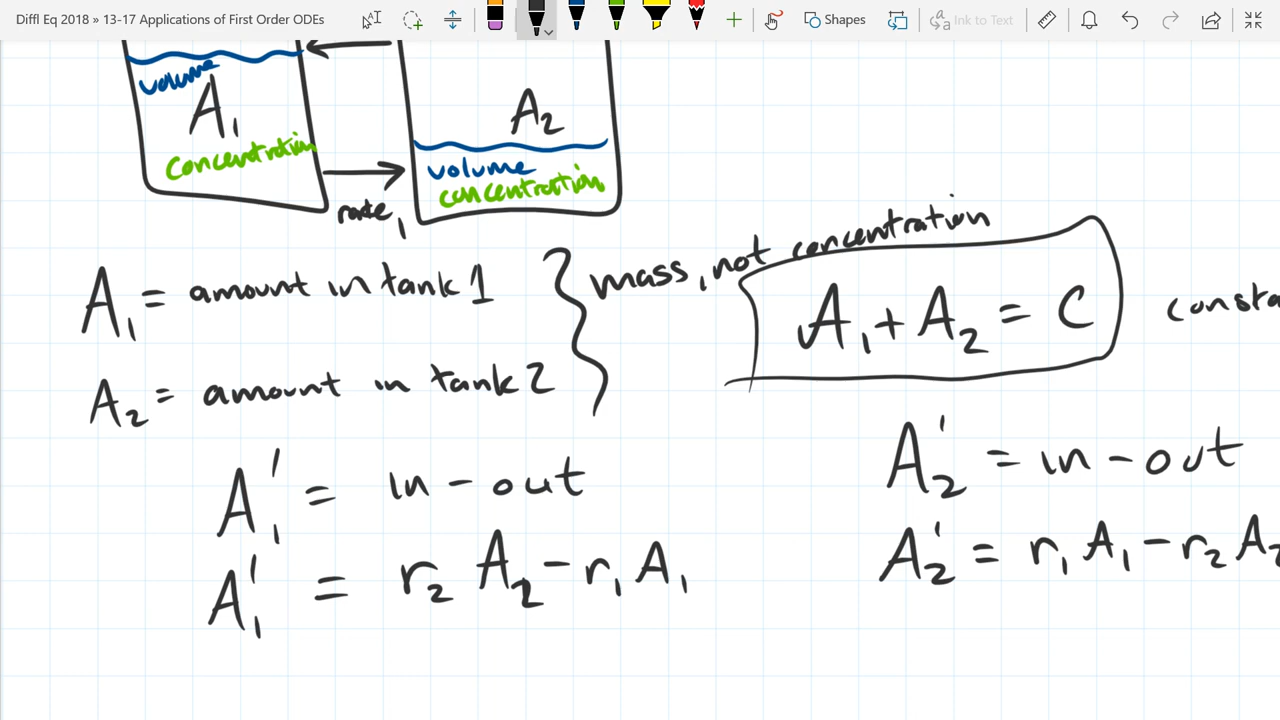 Diffl Eq 2018 » 13-17 Applications of First Order ODEs
Shapes
Ink to Text
volume
A₁
concentration
A₂
volume
concentration
rate₁
A₁ = amount in tank 1
A₂ = amount in tank 2
mass, not concentration
A₁ + A₂ = C
A₁' = in - out
A₁' = r₂ A₂ - r₁ A₁
A₂' = in - out
A₂' = r₁ A₁ - r₂ A₂